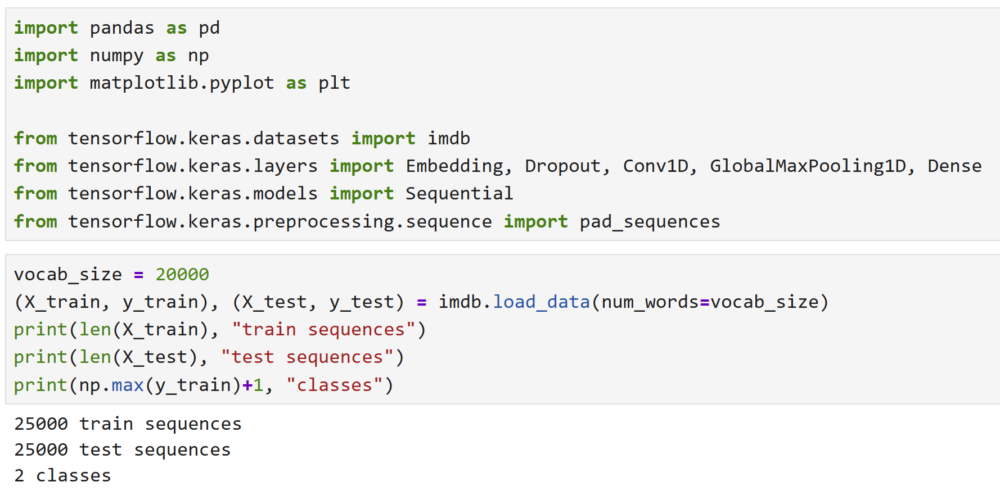 import pandas as pd
import numpy as np
import matplotlib.pyplot as plt
from tensorflow.keras.datasets import imdb
from tensorflow.keras.layers import Embedding, Dropout, Conv1D, GlobalMaxPooling1D, Dense
from tensorflow.keras.models import Sequential
from tensorflow.keras.preprocessing.sequence import pad_sequences
vocab_size = 20000
(X_train, y_train), (X_test, y_test) = imdb.load_data(num_words=vocab_size)
print(len(X_train), "train sequences")
print(len(X_test), "test sequences")
print(np.max(y_train)+1, "classes")
25000 train sequences
25000 test sequences
2 classes